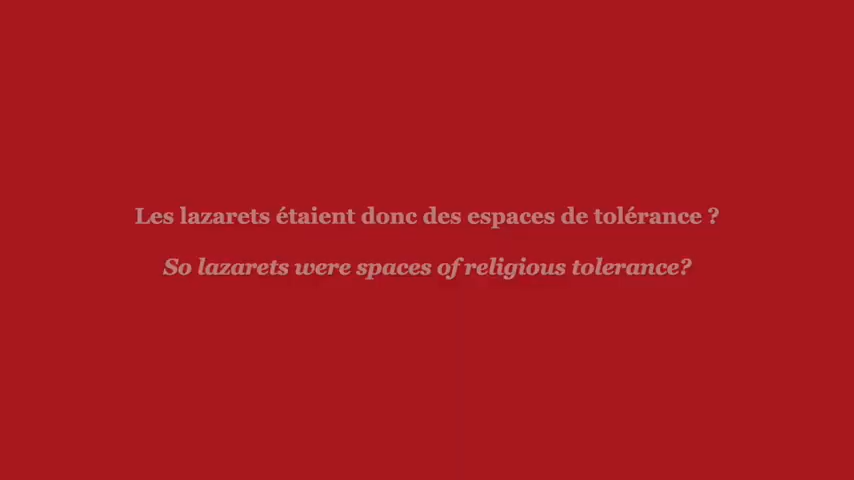 Les lazarets étaient donc des espaces de tolérance ?
So lazarets were spaces of religious tolerance?